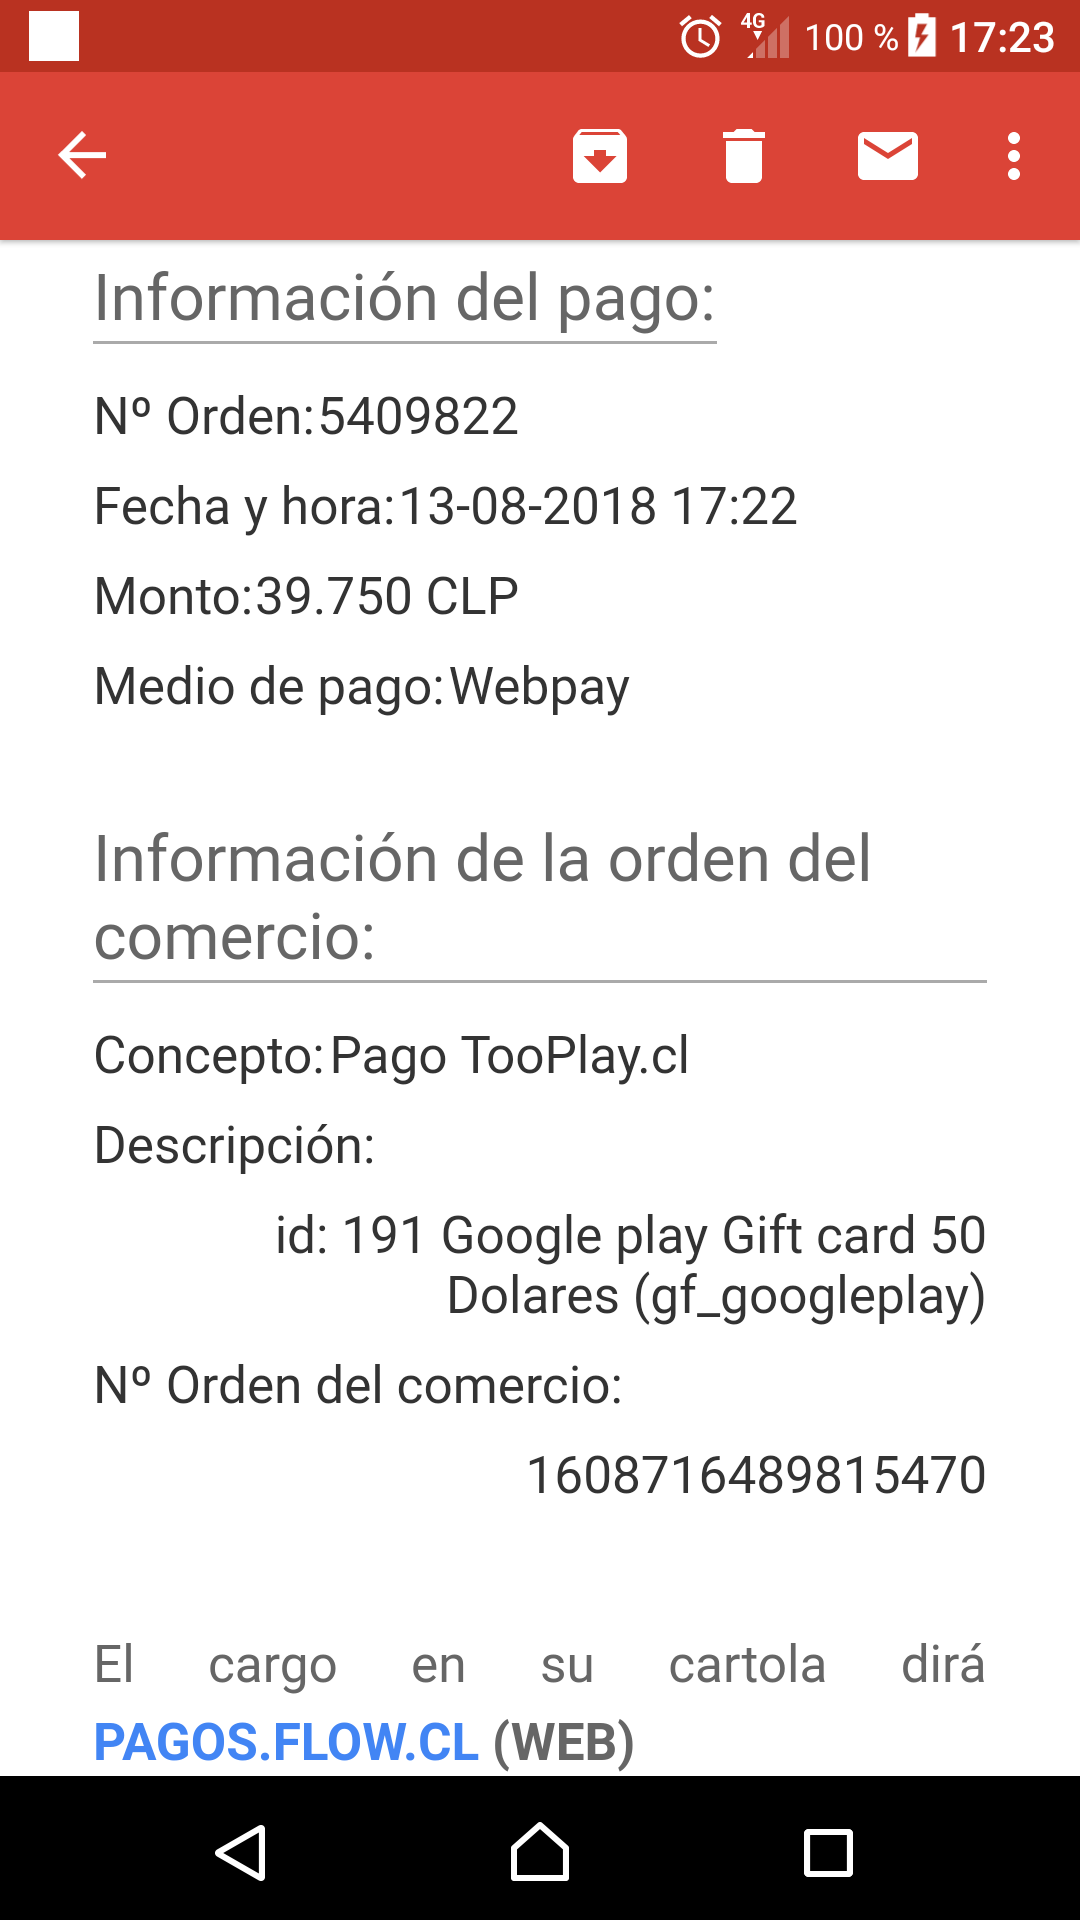 4G 100 % 17:23
Información del pago:
Nº Orden:5409822
Fecha y hora:13-08-2018 17:22
Monto:39.750 CLP
Medio de pago:Webpay
Información de la orden del
comercio:
Concepto:Pago TooPlay.cl
Descripción:
id: 191 Google play Gift card 50
Dolares (gf_googleplay)
Nº Orden del comercio:
1608716489815470
El cargo en su cartola dirá
PAGOS.FLOW.CL (WEB)